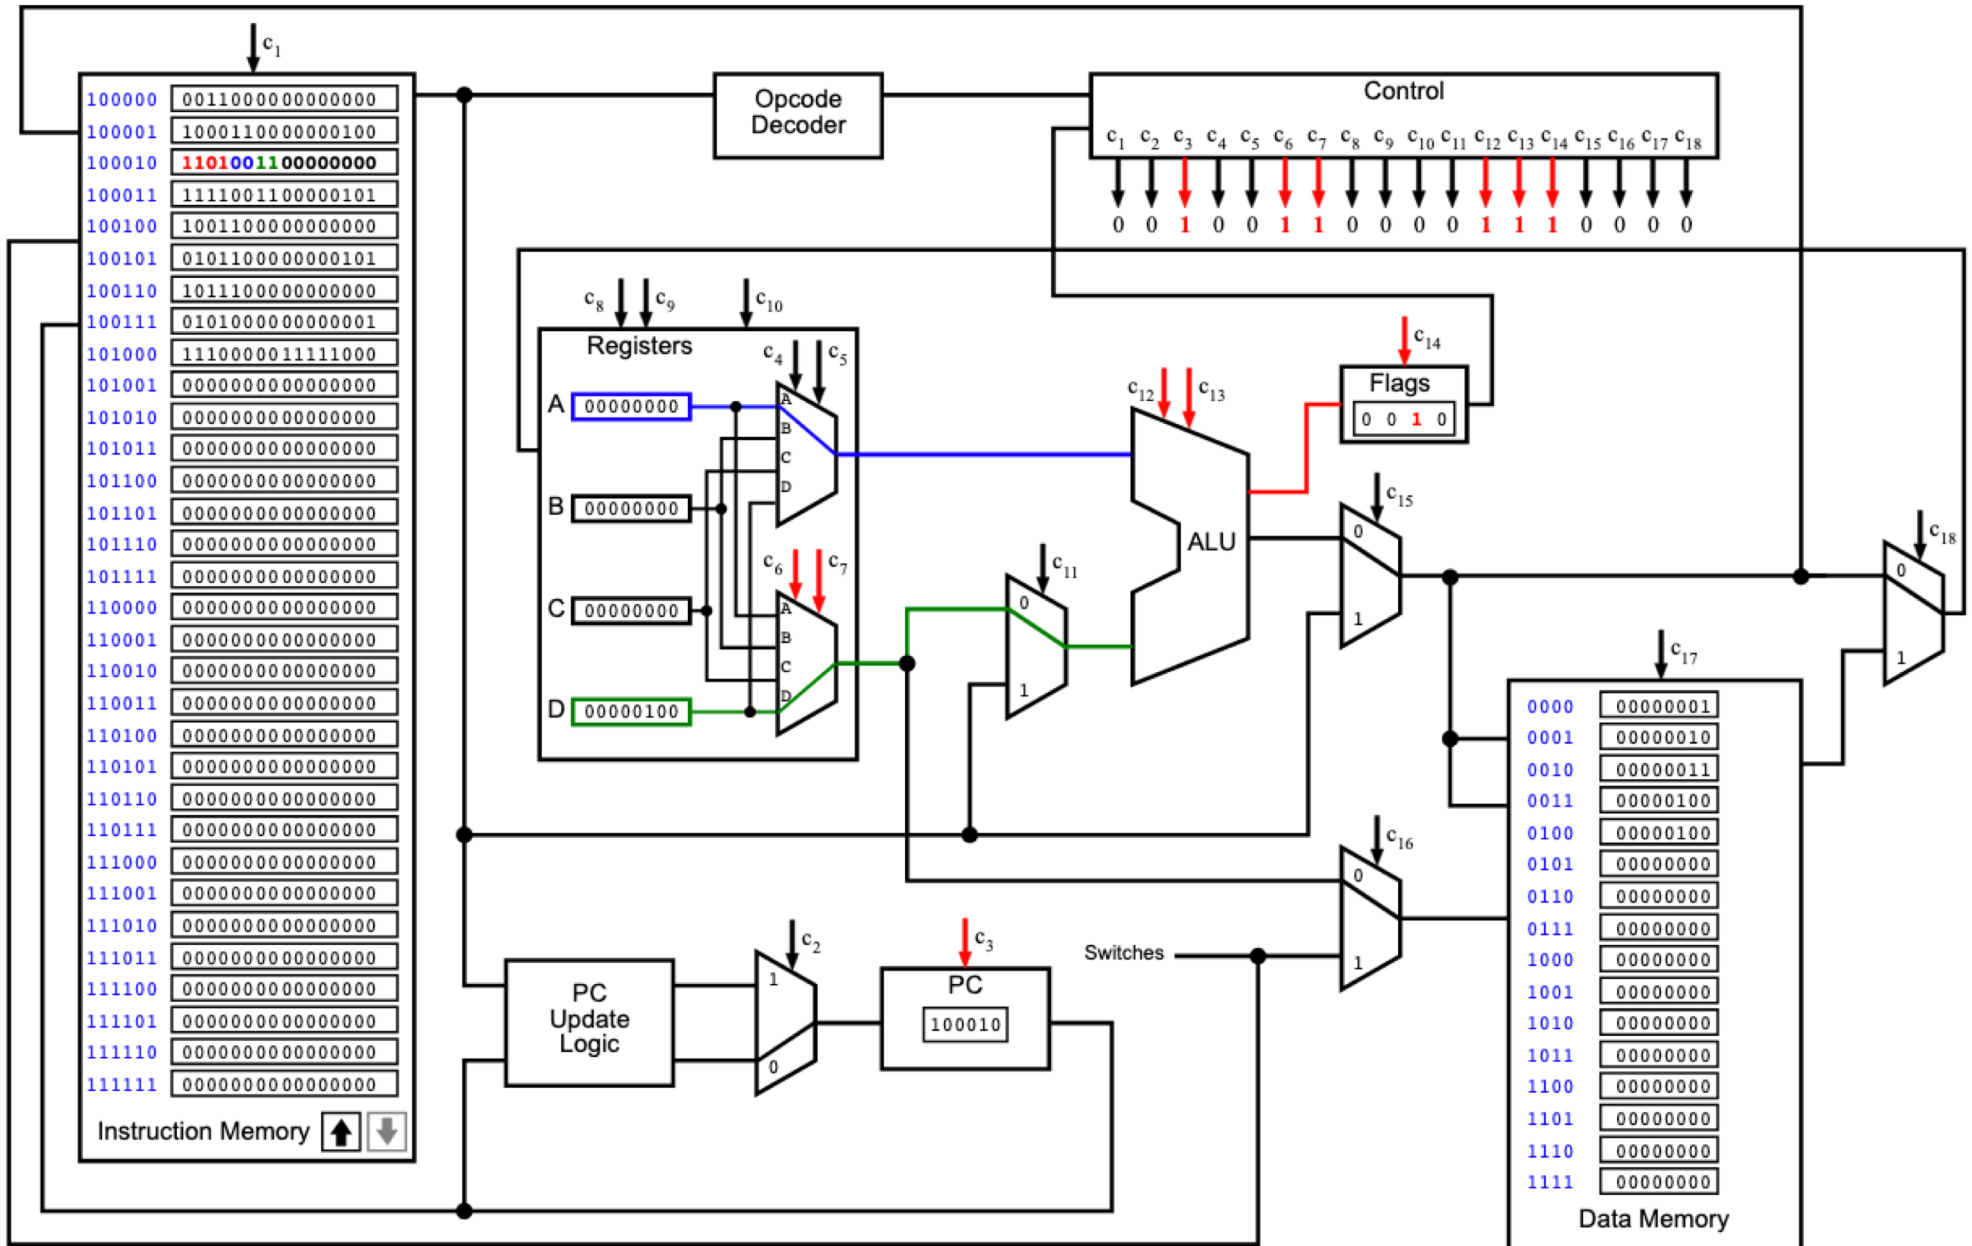 c1
100000 0011000000000000
100001 1000110000000100
100010 1101001100000000
100011 1111001100000101
100100 1001100000000000
100101 0101100000000101
100110 1011100000000000
100111 0101000000000001
101000 1110000011111000
101001 0000000000000000
101010 0000000000000000
101011 0000000000000000
101100 0000000000000000
101101 0000000000000000
101110 0000000000000000
101111 0000000000000000
110000 0000000000000000
110001 0000000000000000
110010 0000000000000000
110011 0000000000000000
110100 0000000000000000
110101 0000000000000000
110110 0000000000000000
110111 0000000000000000
111000 0000000000000000
111001 0000000000000000
111010 0000000000000000
111011 0000000000000000
111100 0000000000000000
111101 0000000000000000
111110 0000000000000000
111111 0000000000000000
Instruction Memory
Opcode
Decoder
Control
c1 c2 c3 c4 c5 c6 c7 c8 c9 c10 c11 c12 c13 c14 c15 c16 c17 c18
0 0 1 0 0 1 1 0 0 0 0 1 1 1 0 0 0 0
c8 c9 c10
Registers
c4 c5
A 00000000
B 00000000
C 00000000
D 00000100
A
B
C
D
c6 c7
A
B
C
D
c11
0
1
c12 c13
ALU
c14
Flags
0 0 1 0
c15
0
1
c16
0
1
Switches
c18
0
1
c17
0000 00000001
0001 00000010
0010 00000011
0011 00000100
0100 00000100
0101 00000000
0110 00000000
0111 00000000
1000 00000000
1001 00000000
1010 00000000
1011 00000000
1100 00000000
1101 00000000
1110 00000000
1111 00000000
Data Memory
PC
Update
Logic
c2
1
0
c3
PC
100010